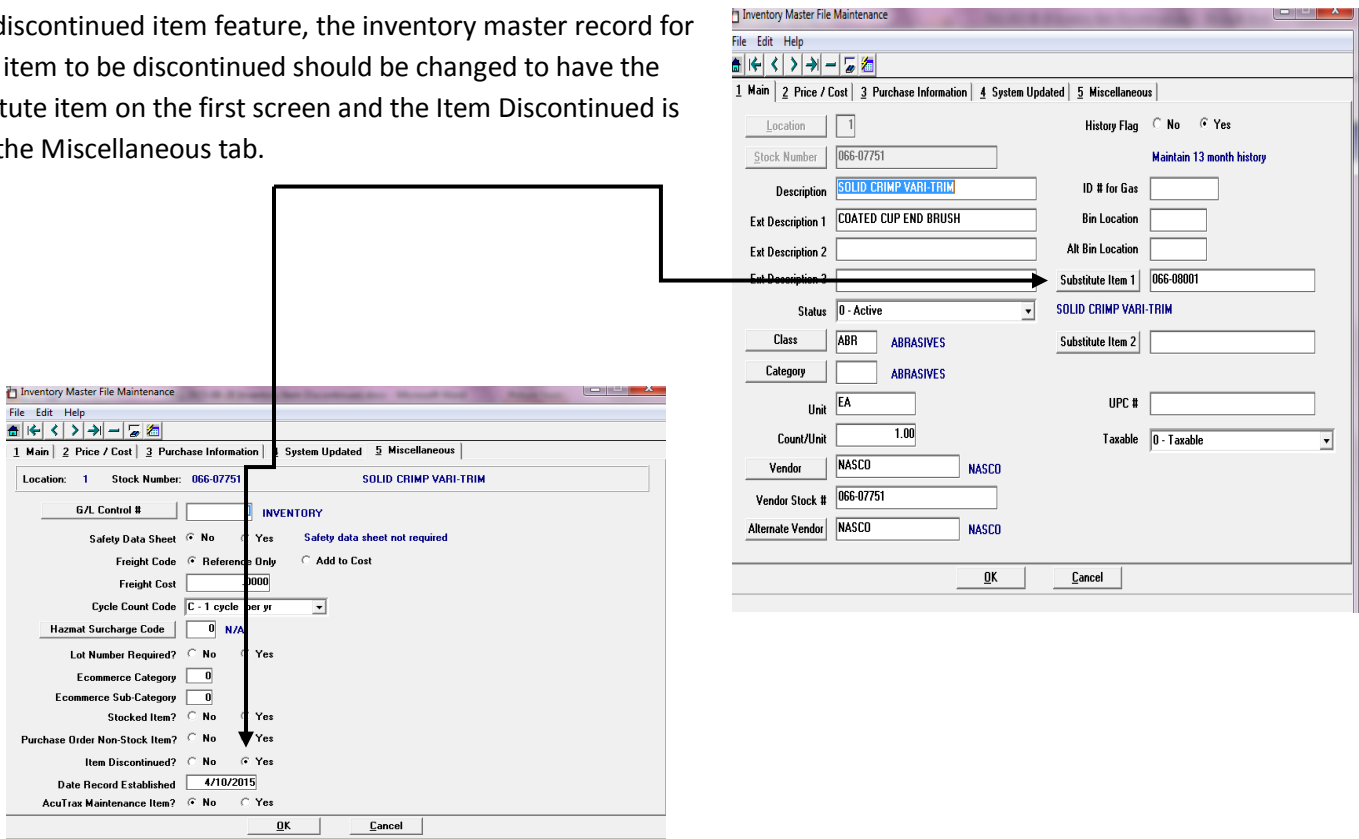 discontinued item feature, the inventory master record for
item to be discontinued should be changed to have the
tute item on the first screen and the Item Discontinued is
the Miscellaneous tab.
Inventory Master File Maintenance
File Edit Help
1 Main 2 Price / Cost 3 Purchase Information 4 System Updated 5 Miscellaneous
Location 1 History Flag No Yes
Stock Number 066-07751 Maintain 13 month history
Description SOLID CRIMP VARI-TRIM ID # for Gas
Ext Description 1 COATED CUP END BRUSH Bin Location
Ext Description 2 Alt Bin Location
Ext Description 3 Substitute Item 1 066-08001
Status 0 - Active SOLID CRIMP VARI-TRIM
Class ABR ABRASIVES Substitute Item 2
Category ABRASIVES
Unit EA UPC #
Count/Unit 1.00 Taxable 0 - Taxable
Vendor NASCO NASCO
Vendor Stock # 066-07751
Alternate Vendor NASCO NASCO
OK Cancel
Inventory Master File Maintenance
File Edit Help
1 Main 2 Price / Cost 3 Purchase Information System Updated 5 Miscellaneous
Location: 1 Stock Number: 066-07751 SOLID CRIMP VARI-TRIM
G/L Control # INVENTORY
Safety Data Sheet No Yes Safety data sheet not required
Freight Code Reference Only Add to Cost
Freight Cost .0000
Cycle Count Code C - 1 cycle per yr
Hazmat Surcharge Code 0 N/A
Lot Number Required? No Yes
Ecommerce Category 0
Ecommerce Sub-Category 0
Stocked Item? No Yes
Purchase Order Non-Stock Item? No Yes
Item Discontinued? No Yes
Date Record Established 4/10/2015
AcuTrax Maintenance Item? No Yes
OK Cancel